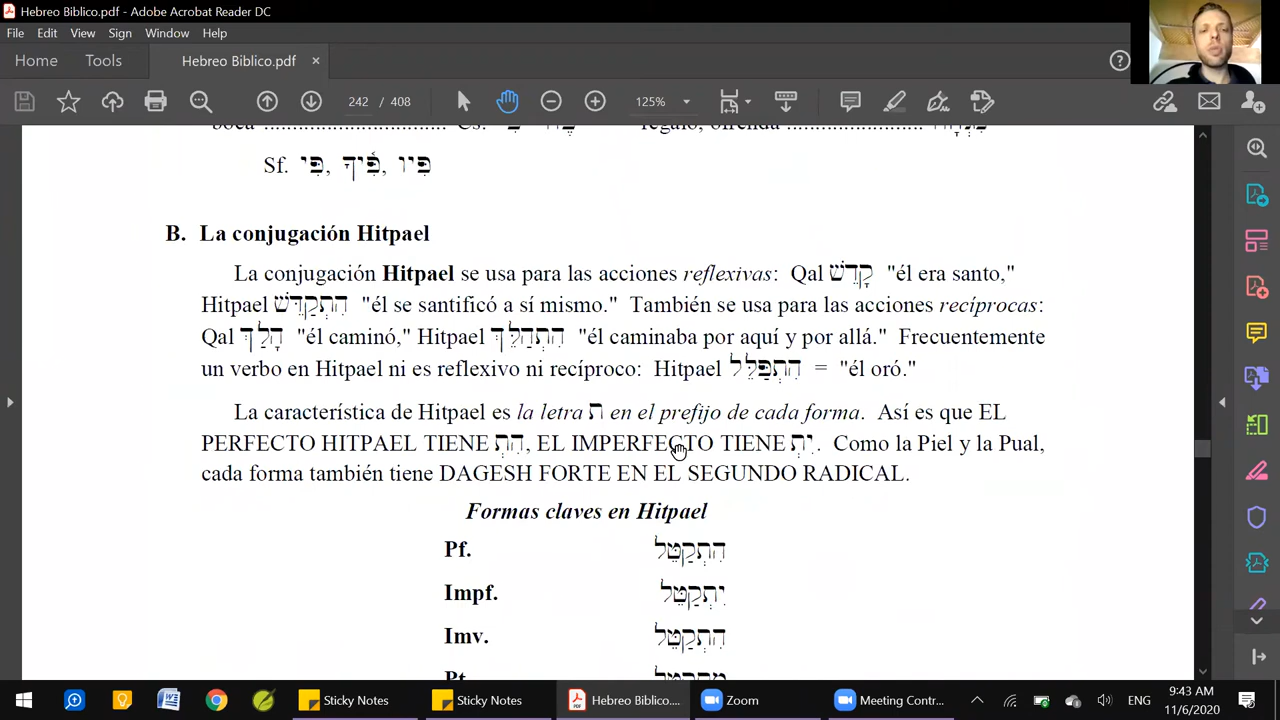 Hebreo Biblico.pdf - Adobe Acrobat Reader DC
File Edit View Sign Window Help
Home Tools Hebreo Biblico.pdf ×
242 / 408 125%
Sf. פִּי, פִּ֫יךָ, פִּיו
B. La conjugación Hitpael
La conjugación Hitpael se usa para las acciones reflexivas: Qal קָדֵשׁ "él era santo,"
Hitpael הִתְקַדֵּשׁ "él se santificó a sí mismo." También se usa para las acciones recíprocas:
Qal הָלַךְ "él caminó," Hitpael הִתְהַלֵּךְ "él caminaba por aquí y por allá." Frecuentemente
un verbo en Hitpael ni es reflexivo ni recíproco: Hitpael הִתְפַּלֵּל = "él oró."
La característica de Hitpael es la letra ת en el prefijo de cada forma. Así es que EL
PERFECTO HITPAEL TIENE הִתְ, EL IMPERFECTO TIENE יִתְ. Como la Piel y la Pual,
cada forma también tiene DAGESH FORTE EN EL SEGUNDO RADICAL.
Formas claves en Hitpael
Pf. הִתְקַטֵּל
Impf. יִתְקַטֵּל
Imv. הִתְקַטֵּל
Sticky Notes Sticky Notes Hebreo Biblico.... Zoom Meeting Contr... ENG 9:43 AM
11/6/2020